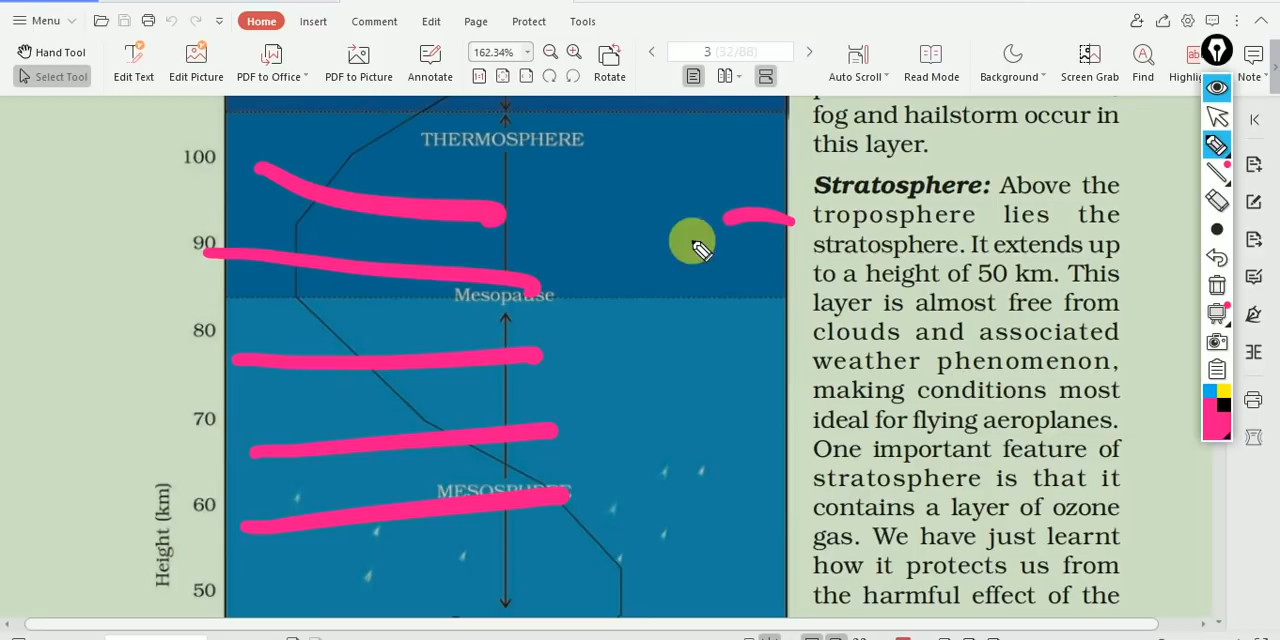 Menu
Home
Insert
Comment
Edit
Page
Protect
Tools
Hand Tool
Select Tool
Edit Text
Edit Picture
PDF to Office
PDF to Picture
Annotate
162.34%
Rotate
3 (32/88)
Auto Scroll
Read Mode
Background
Screen Grab
Find
Highlig
Note
THERMOSPHERE
100
90
Mesopause
80
70
MESOSPHERE
60
50
Height (km)
fog and hailstorm occur in
this layer.
Stratosphere: Above the
troposphere lies the
stratosphere. It extends up
to a height of 50 km. This
layer is almost free from
clouds and associated
weather phenomenon,
making conditions most
ideal for flying aeroplanes.
One important feature of
stratosphere is that it
contains a layer of ozone
gas. We have just learnt
how it protects us from
the harmful effect of the